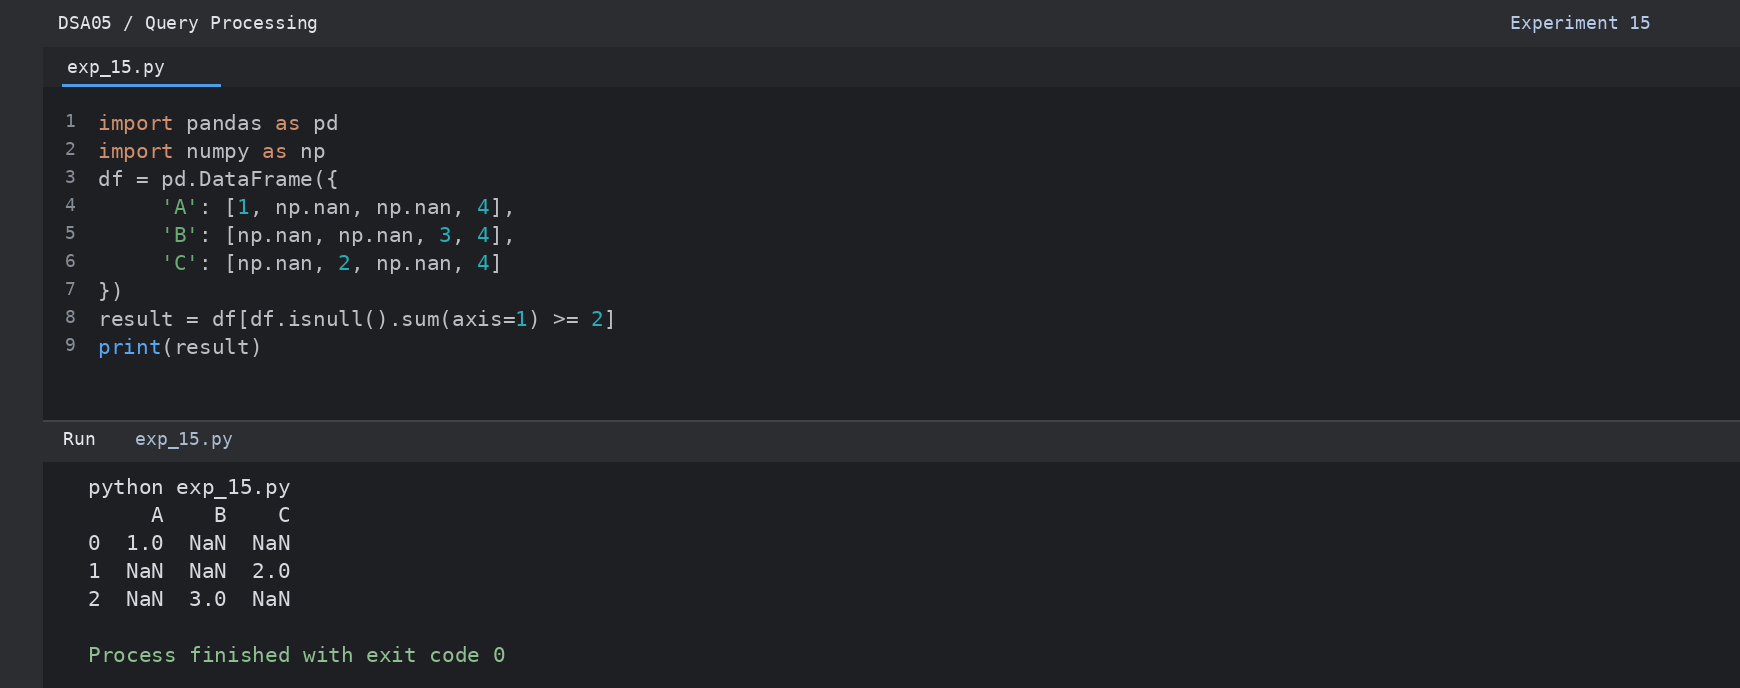 DSA05 / Query Processing
Experiment 15
exp_15.py
1 import pandas as pd
2 import numpy as np
3 df = pd.DataFrame({
4      'A': [1, np.nan, np.nan, 4],
5      'B': [np.nan, np.nan, 3, 4],
6      'C': [np.nan, 2, np.nan, 4]
7 })
8 result = df[df.isnull().sum(axis=1) >= 2]
9 print(result)
Run exp_15.py
python exp_15.py
     A    B    C
0  1.0  NaN  NaN
1  NaN  NaN  2.0
2  NaN  3.0  NaN
Process finished with exit code 0